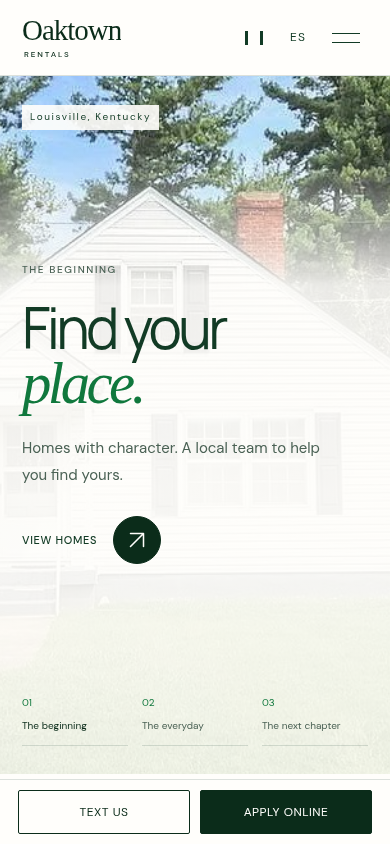 Oaktown
RENTALS
ES
Louisville, Kentucky
THE BEGINNING
Find your
place.
Homes with character. A local team to help
you find yours.
VIEW HOMES
01
The beginning
02
The everyday
03
The next chapter
TEXT US
APPLY ONLINE